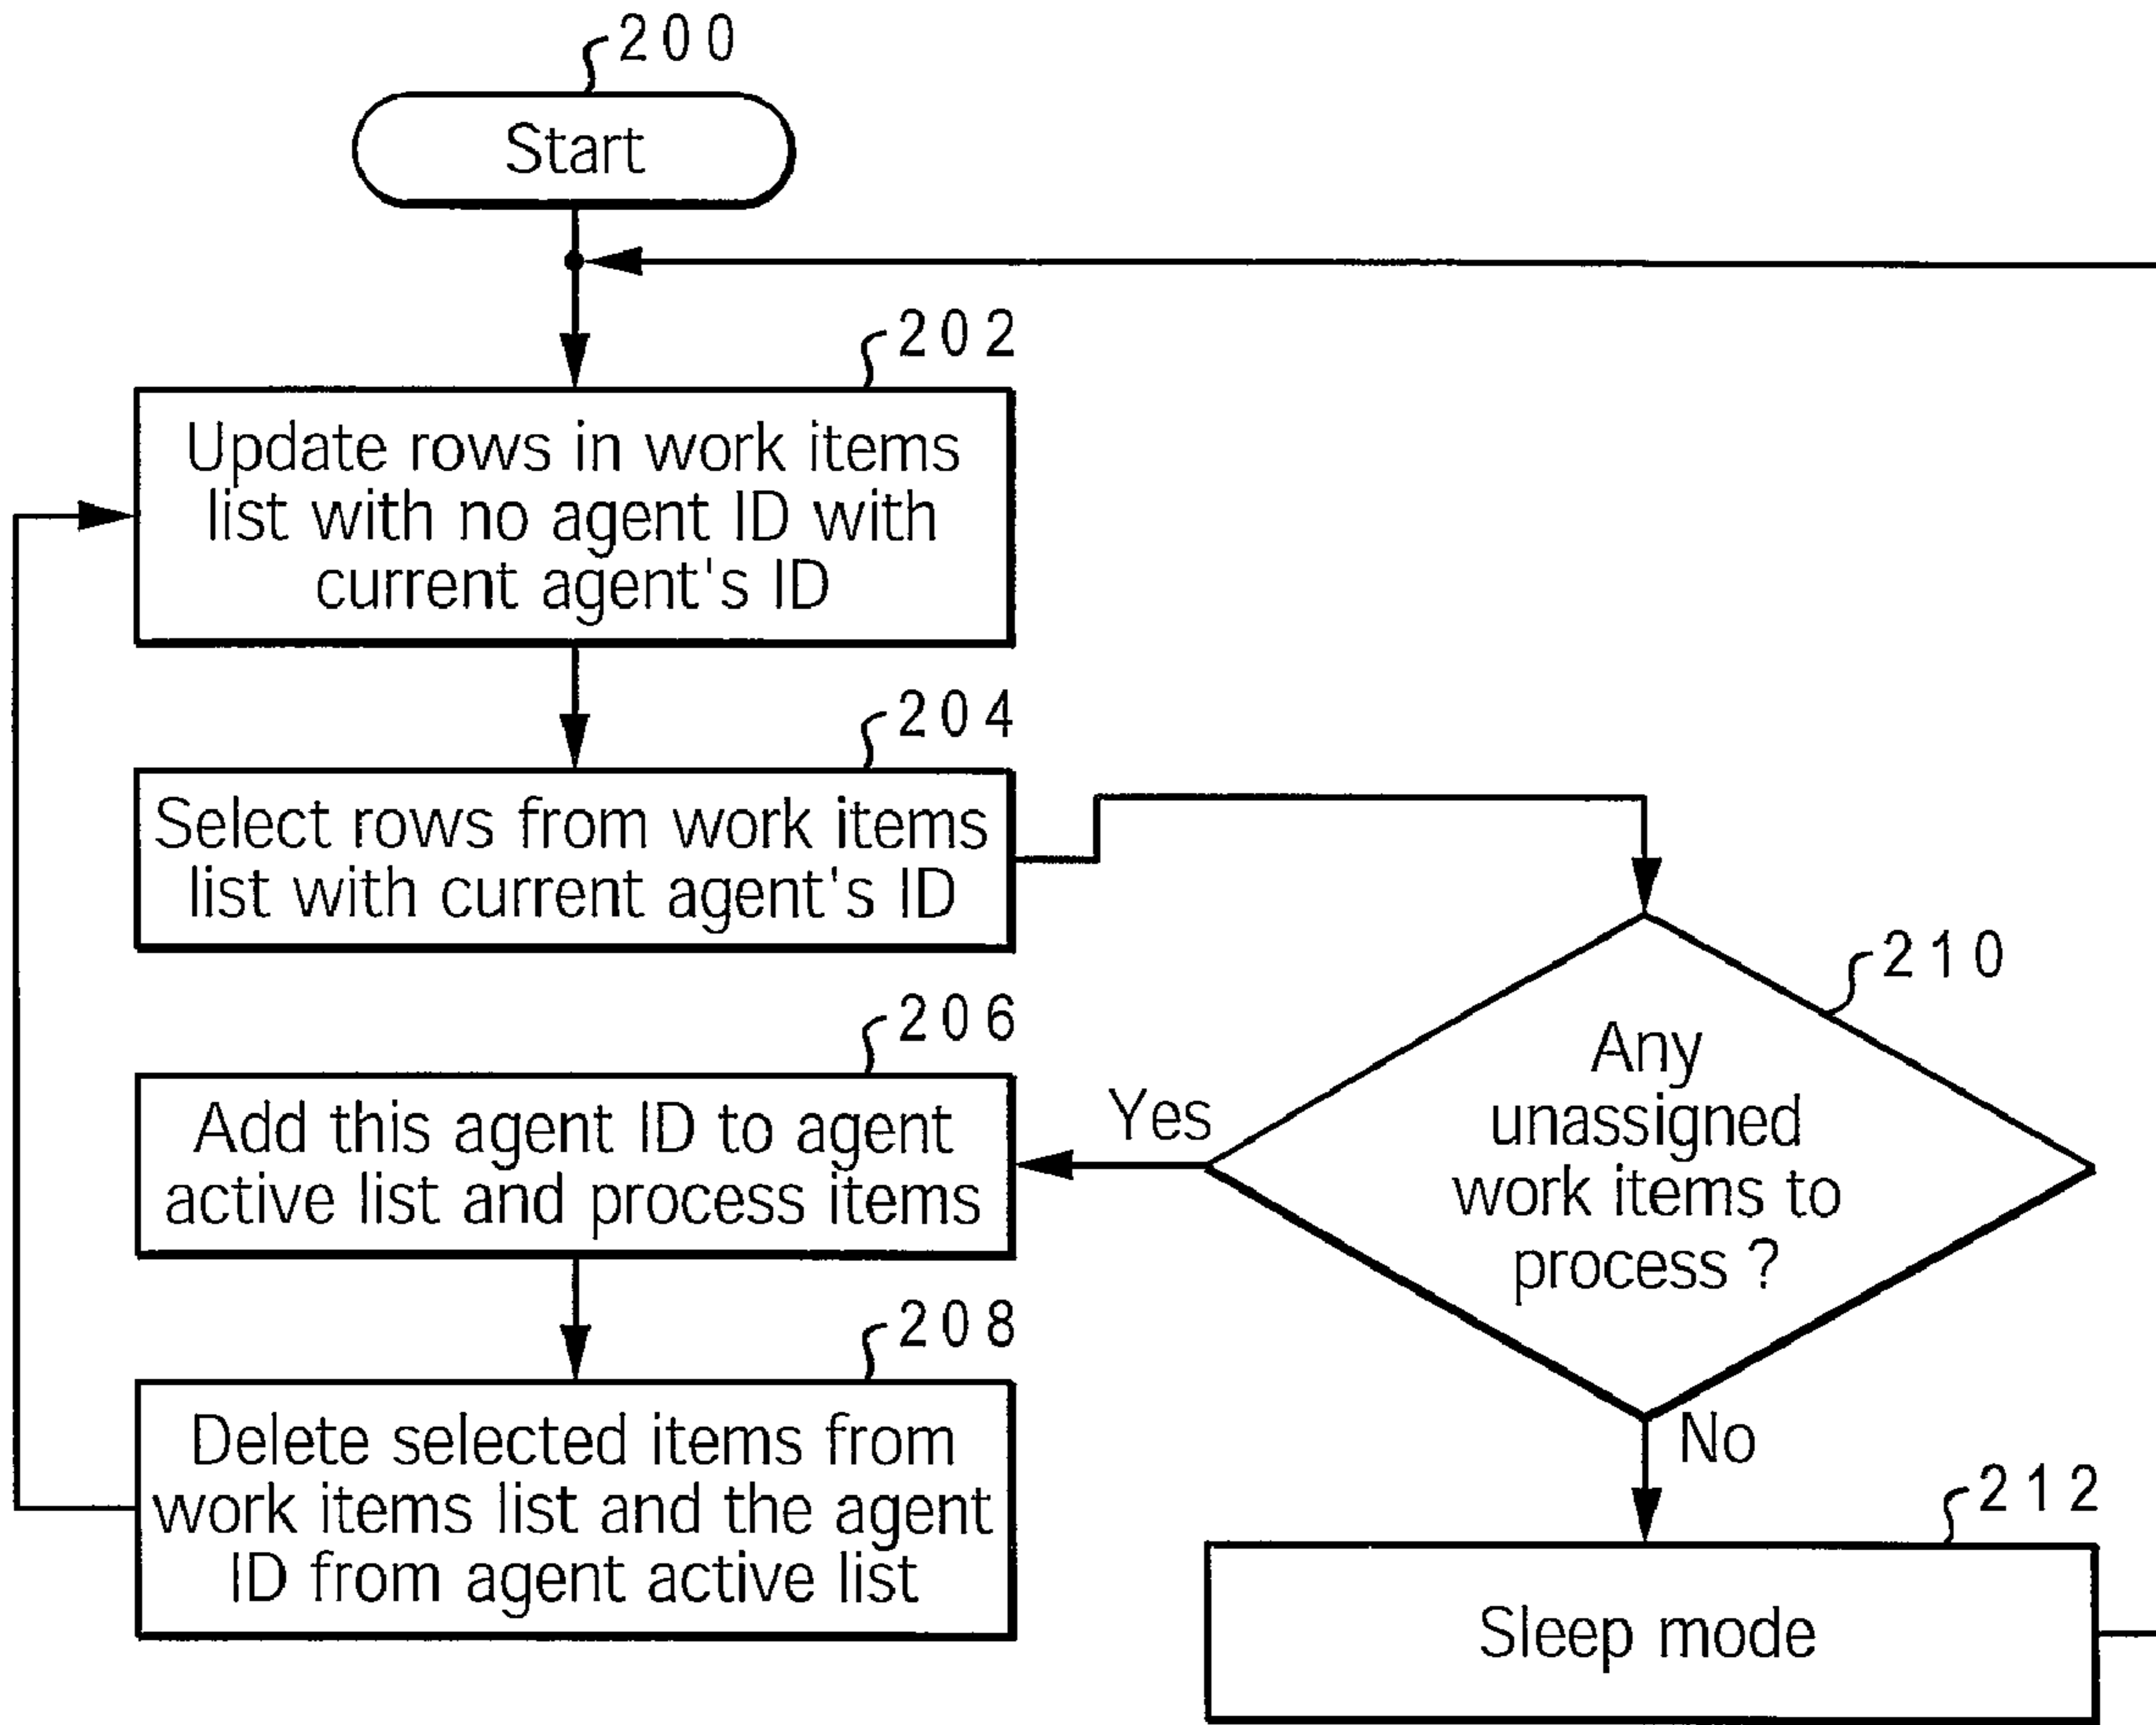 200
Start
202
Update rows in work items
list with no agent ID with
current agent's ID
204
Select rows from work items
list with current agent's ID
210
Any
unassigned
work items to
process ?
Yes
206
Add this agent ID to agent
active list and process items
208
Delete selected items from
work items list and the agent
ID from agent active list
No
212
Sleep mode